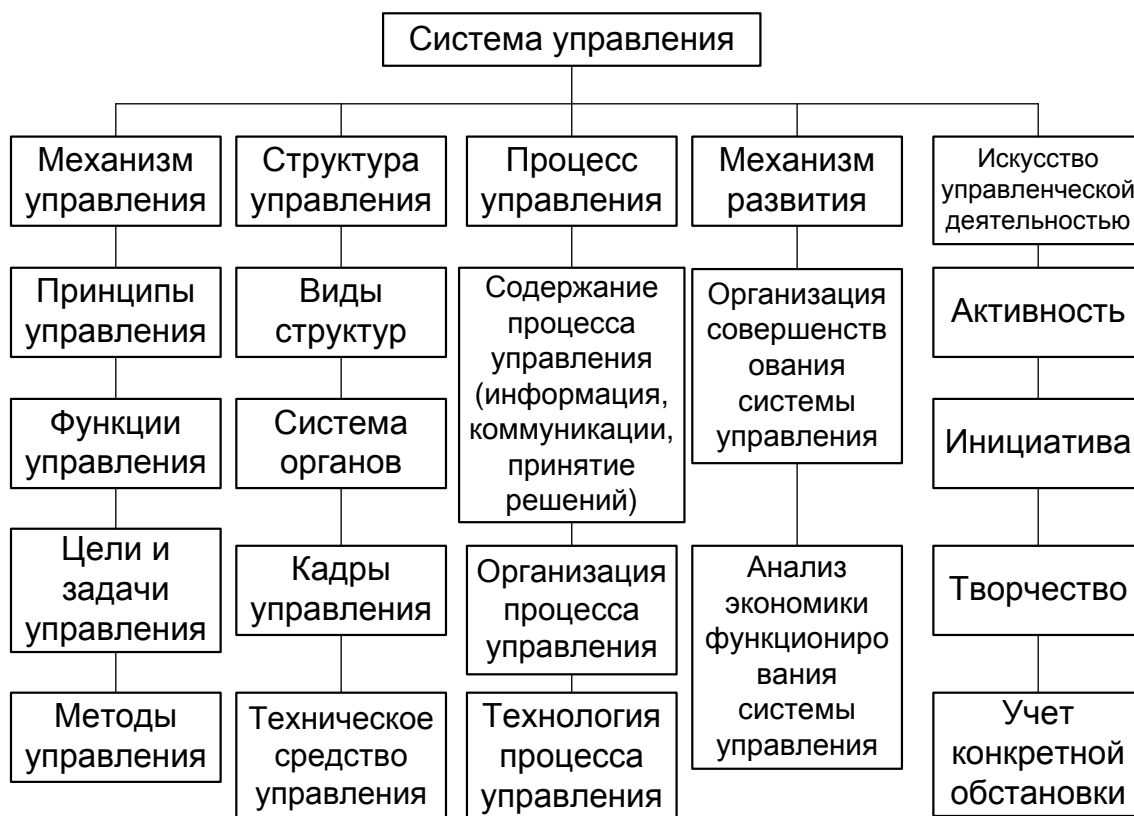 Система управления
Механизм
управления
Структура
управления
Процесс
управления
Механизм
развития
Искусство
управленческой
деятельностью
Принципы
управления
Виды
структур
Содержание
процесса
управления
(информация,
коммуникации,
принятие
решений)
Организация
совершенств
ования
системы
управления
Активность
Функции
управления
Система
органов
Инициатива
Цели и
задачи
управления
Кадры
управления
Организация
процесса
управления
Анализ
экономики
функциониро
вания
системы
управления
Творчество
Методы
управления
Техническое
средство
управления
Технология
процесса
управления
Учет
конкретной
обстановки